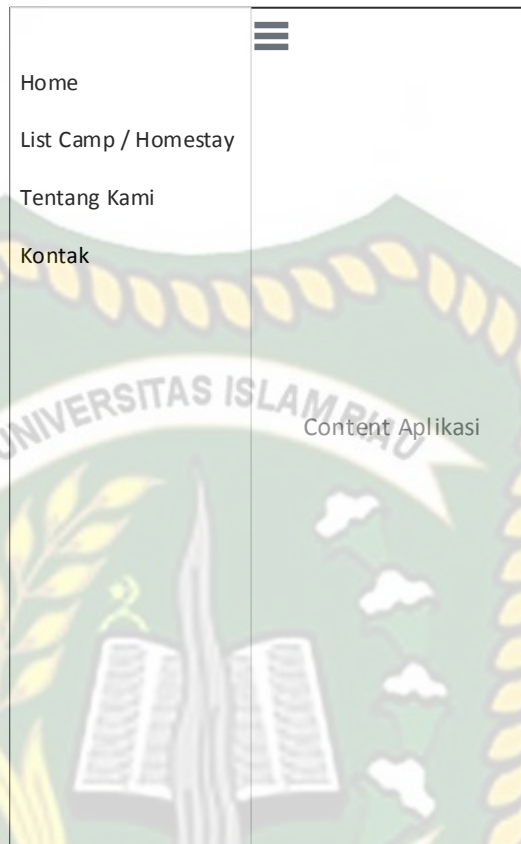 Home
List Camp / Homestay
Tentang Kami
Kontak
UNIVERSITAS ISLAM RIAU
Content Aplikasi